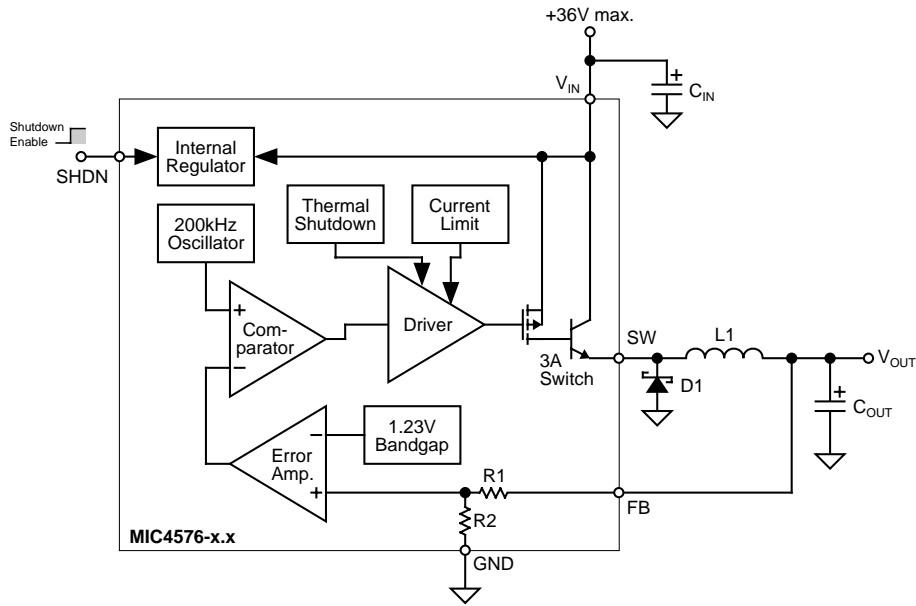 +36V max.
VIN
CIN
Shutdown
Enable
SHDN
Internal
Regulator
200kHz
Oscillator
Thermal
Shutdown
Current
Limit
+
Com-
parator
−
Driver
3A
Switch
SW
L1
D1
VOUT
+
COUT
+
Error
Amp.
−
+
1.23V
Bandgap
R1
R2
FB
GND
MIC4576-x.x